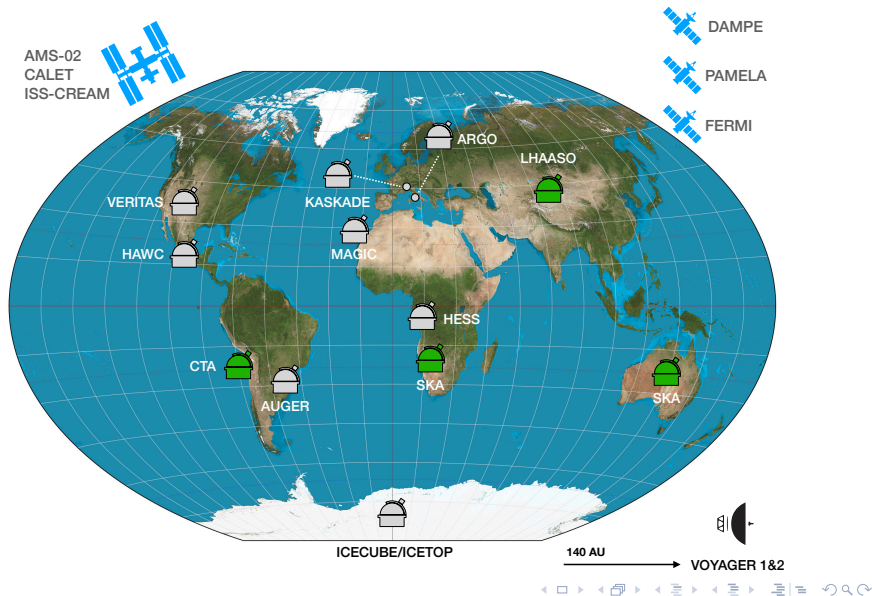 AMS-02
CALET
ISS-CREAM
DAMPE
PAMELA
FERMI
ARGO
LHAASO
VERITAS
KASKADE
MAGIC
HAWC
HESS
CTA
AUGER
SKA
SKA
ICECUBE/ICETOP
140 AU
VOYAGER 1&2